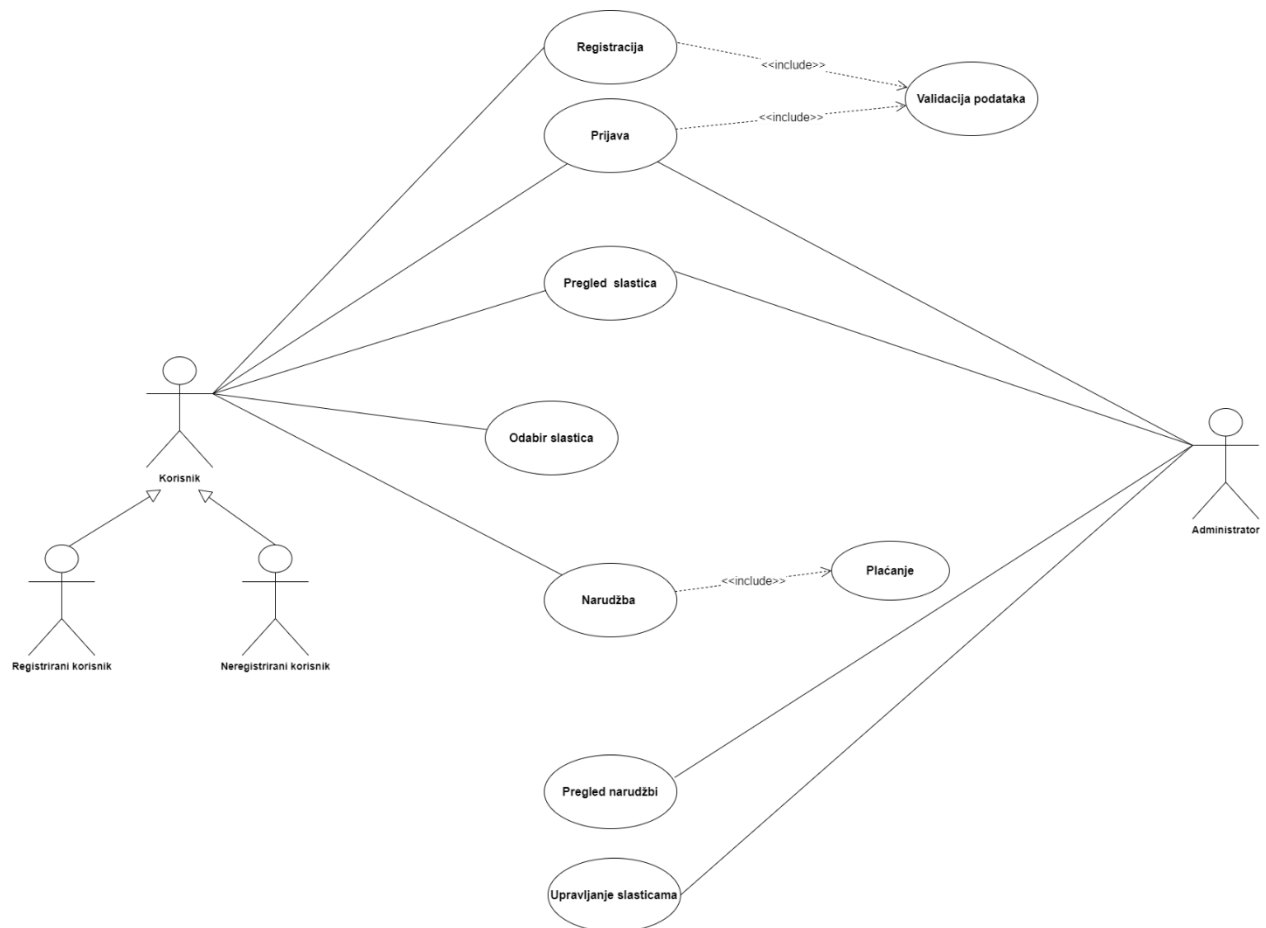 Registracija
<<include>>
Validacija podataka
Prijava
<<include>>
Pregled slastica
Odabir slastica
Korisnik
Administrator
Plaćanje
<<include>>
Narudžba
Registrirani korisnik
Neregistrirani korisnik
Pregled narudžbi
Upravljanje slasticama